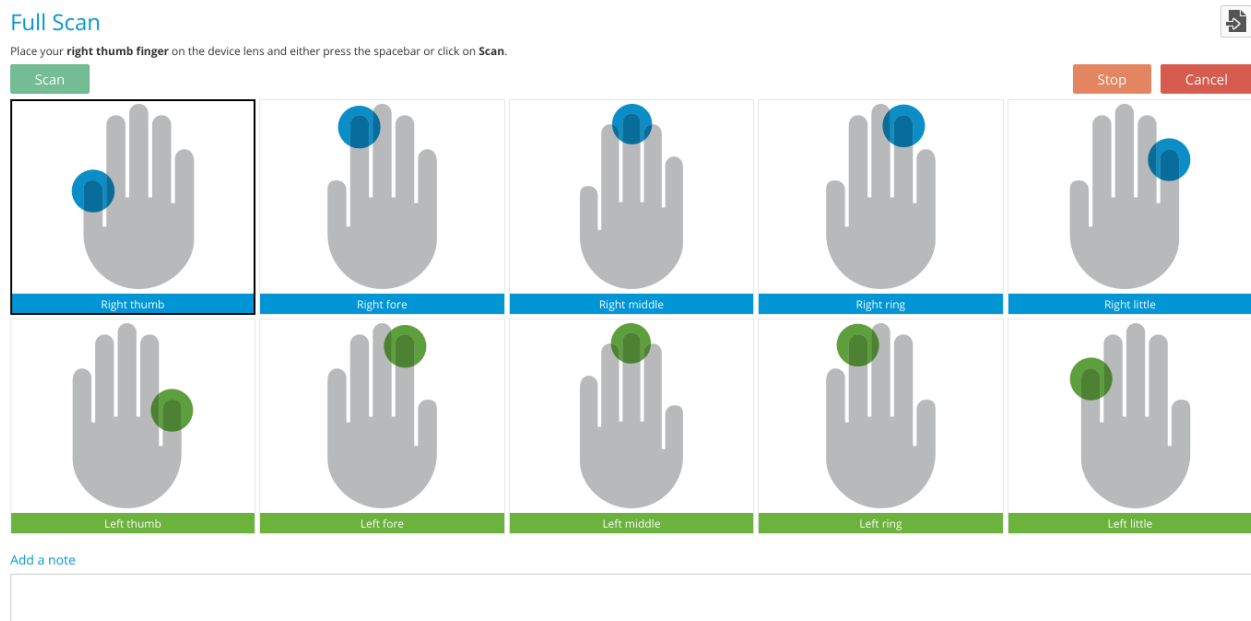 Full Scan
Place your right thumb finger on the device lens and either press the spacebar or click on Scan.
Scan
Stop
Cancel
Right thumb
Right fore
Right middle
Right ring
Right little
Left thumb
Left fore
Left middle
Left ring
Left little
Add a note